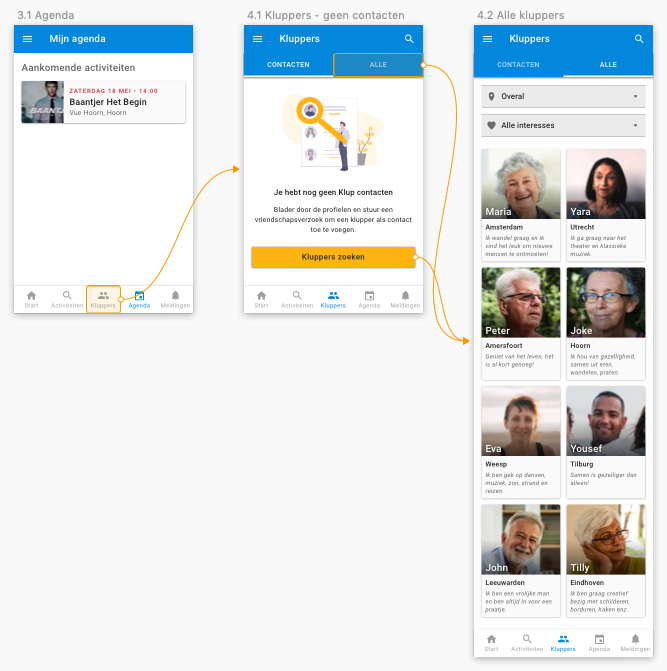 3.1 Agenda
Mijn agenda
Aankomende activiteiten
ZATERDAG 18 MEI • 14:00
Baantjer Het Begin
Vue Hoorn, Hoorn
BAANTJ
Start
Activiteiten
Kluppers
Agenda
Meldingen
4.1 Kluppers - geen contacten
Kluppers
CONTACTEN
ALLE
Je hebt nog geen Klup contacten
Blader door de profielen en stuur een
vriendschapsverzoek om een klupper als contact
toe te voegen.
Kluppers zoeken
Start
Activiteiten
Kluppers
Agenda
Meldingen
4.2 Alle kluppers
Kluppers
CONTACTEN
ALLE
Overal
Alle interesses
Maria
Amsterdam
Ik wandel graag en ik
vind het leuk om nieuwe
mensen te ontmoeten!
Yara
Utrecht
Ik ga graag naar het
theater en klassieke
muziek.
Peter
Amersfoort
Geniet van het leven, het
is al kort genoeg!
Joke
Hoorn
Ik hou van gezelligheid,
samen uit eten,
wandelen, praten.
Eva
Weesp
Ik ben gek op dansen,
muziek, zon, strand en
reizen.
Yousef
Tilburg
Samen is gezelliger dan
alleen!
John
Leeuwarden
Ik ben een vrolijke man
en ben altijd in voor een
praatje.
Tilly
Eindhoven
Ik ben graag creatief
bezig met schilderen,
borduren, haken enz.
Start
Activiteiten
Kluppers
Agenda
Meldingen